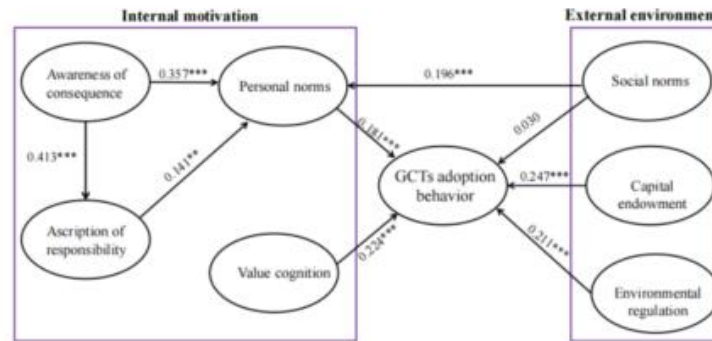 Internal motivation
External environmen
Awareness of
consequence
0.357***
Personal norms
0.196***
Social norms
0.413***
0.141**
0.181***
0.030
GCTs adoption
behavior
0.247***
Capital
endowment
Ascription of
responsibility
Value cognition
0.224***
0.211***
Environmental
regulation